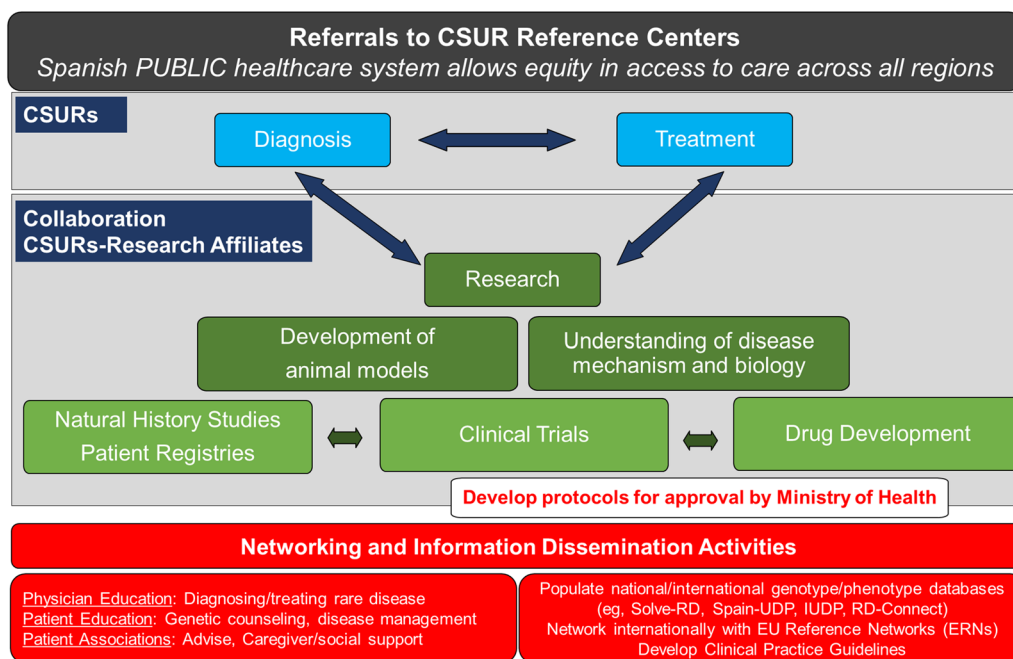 Referrals to CSUR Reference Centers
Spanish PUBLIC healthcare system allows equity in access to care across all regions
CSURs
Diagnosis
Treatment
Collaboration
CSURs-Research Affiliates
Research
Development of
animal models
Understanding of disease
mechanism and biology
Natural History Studies
Patient Registries
Clinical Trials
Drug Development
Develop protocols for approval by Ministry of Health
Networking and Information Dissemination Activities
Physician Education: Diagnosing/treating rare disease
Patient Education: Genetic counseling, disease management
Patient Associations: Advise, Caregiver/social support
Populate national/international genotype/phenotype databases
(eg, Solve-RD, Spain-UDP, IUDP, RD-Connect)
Network internationally with EU Reference Networks (ERNs)
Develop Clinical Practice Guidelines